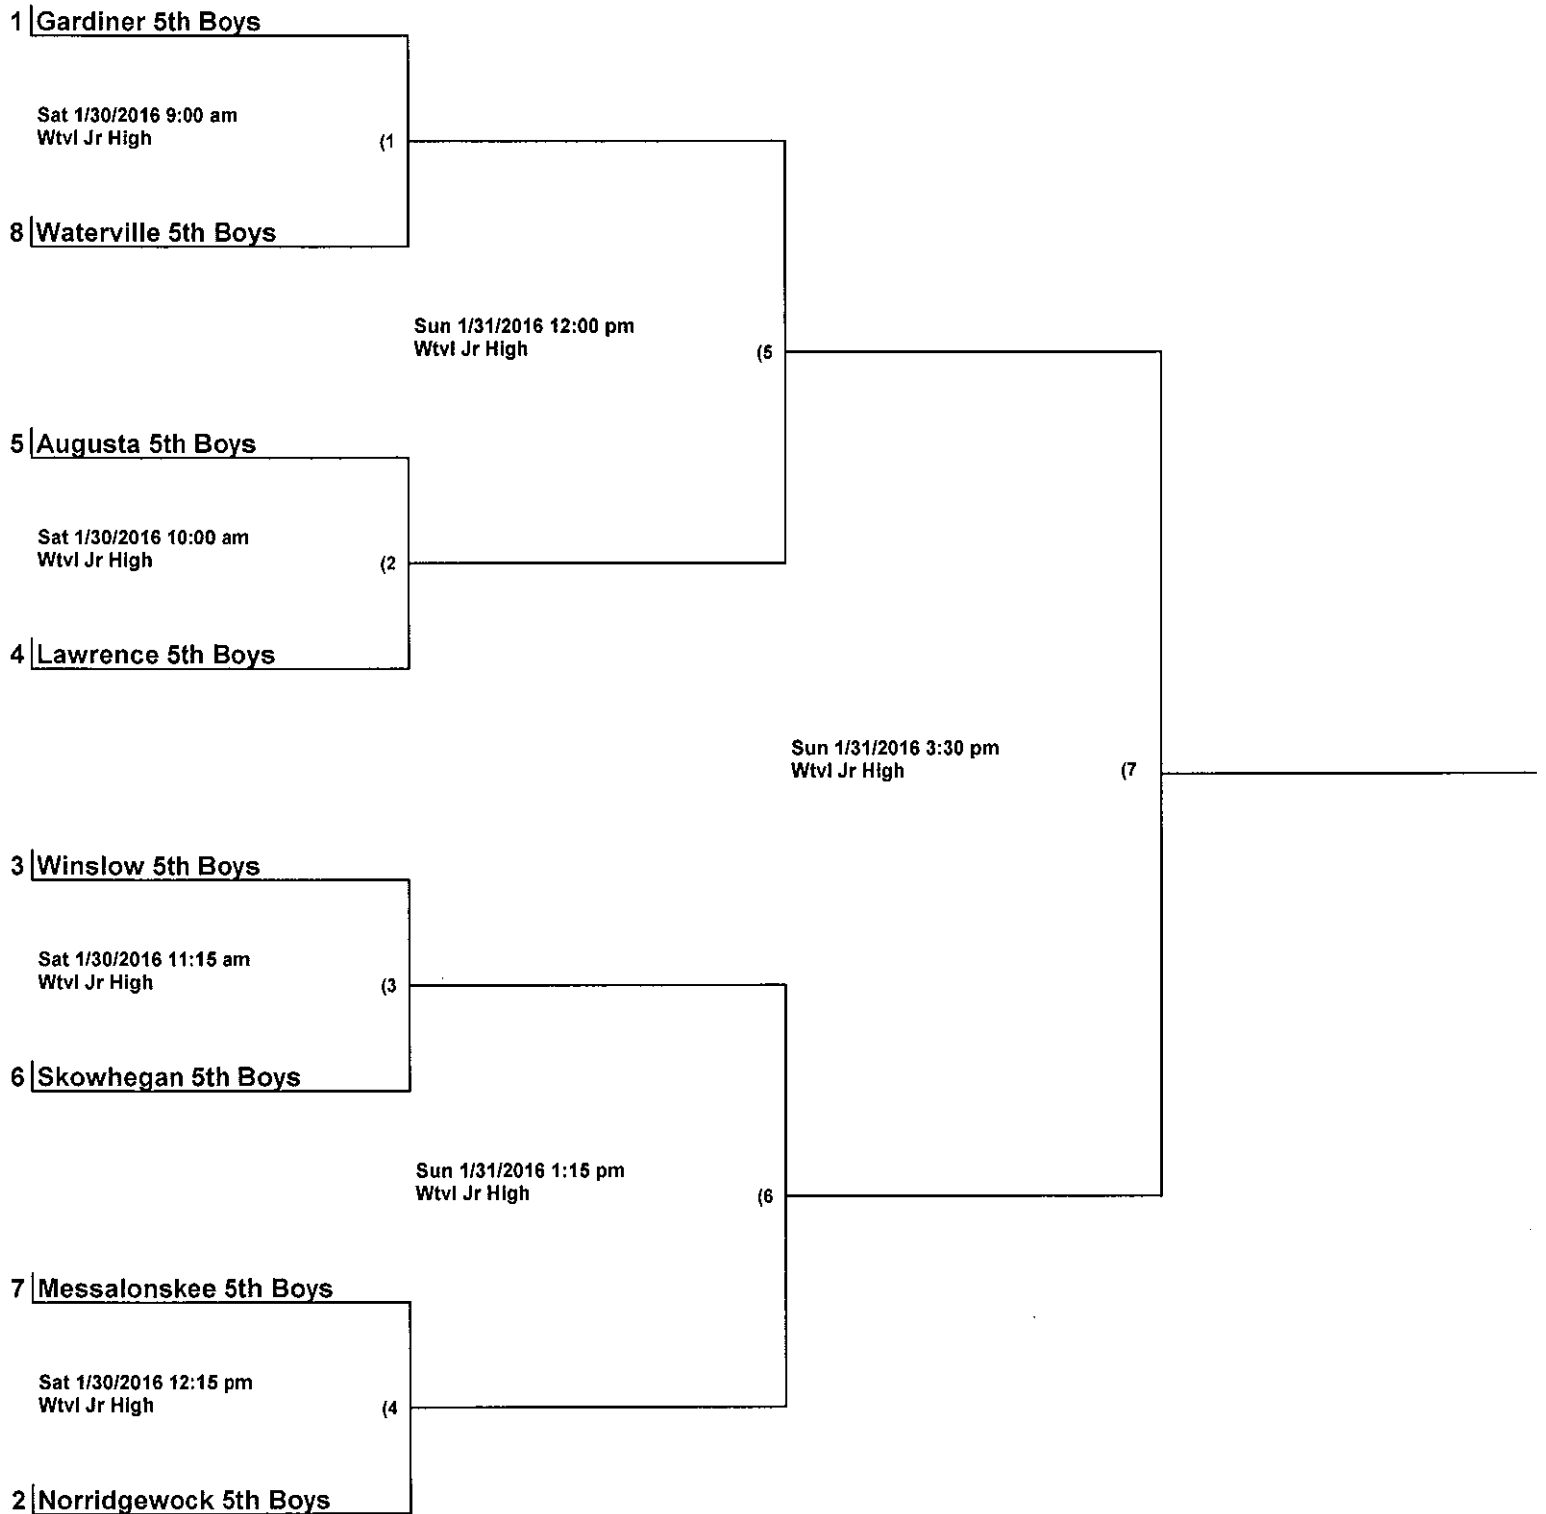 1 Gardiner 5th Boys
Sat 1/30/2016 9:00 am
Wtvl Jr High
(1
8 Waterville 5th Boys
Sun 1/31/2016 12:00 pm
Wtvl Jr High
(5
5 Augusta 5th Boys
Sat 1/30/2016 10:00 am
Wtvl Jr High
(2
4 Lawrence 5th Boys
Sun 1/31/2016 3:30 pm
Wtvl Jr High
(7
3 Winslow 5th Boys
Sat 1/30/2016 11:15 am
Wtvl Jr High
(3
6 Skowhegan 5th Boys
Sun 1/31/2016 1:15 pm
Wtvl Jr High
(6
7 Messalonskee 5th Boys
Sat 1/30/2016 12:15 pm
Wtvl Jr High
(4
2 Norridgewock 5th Boys